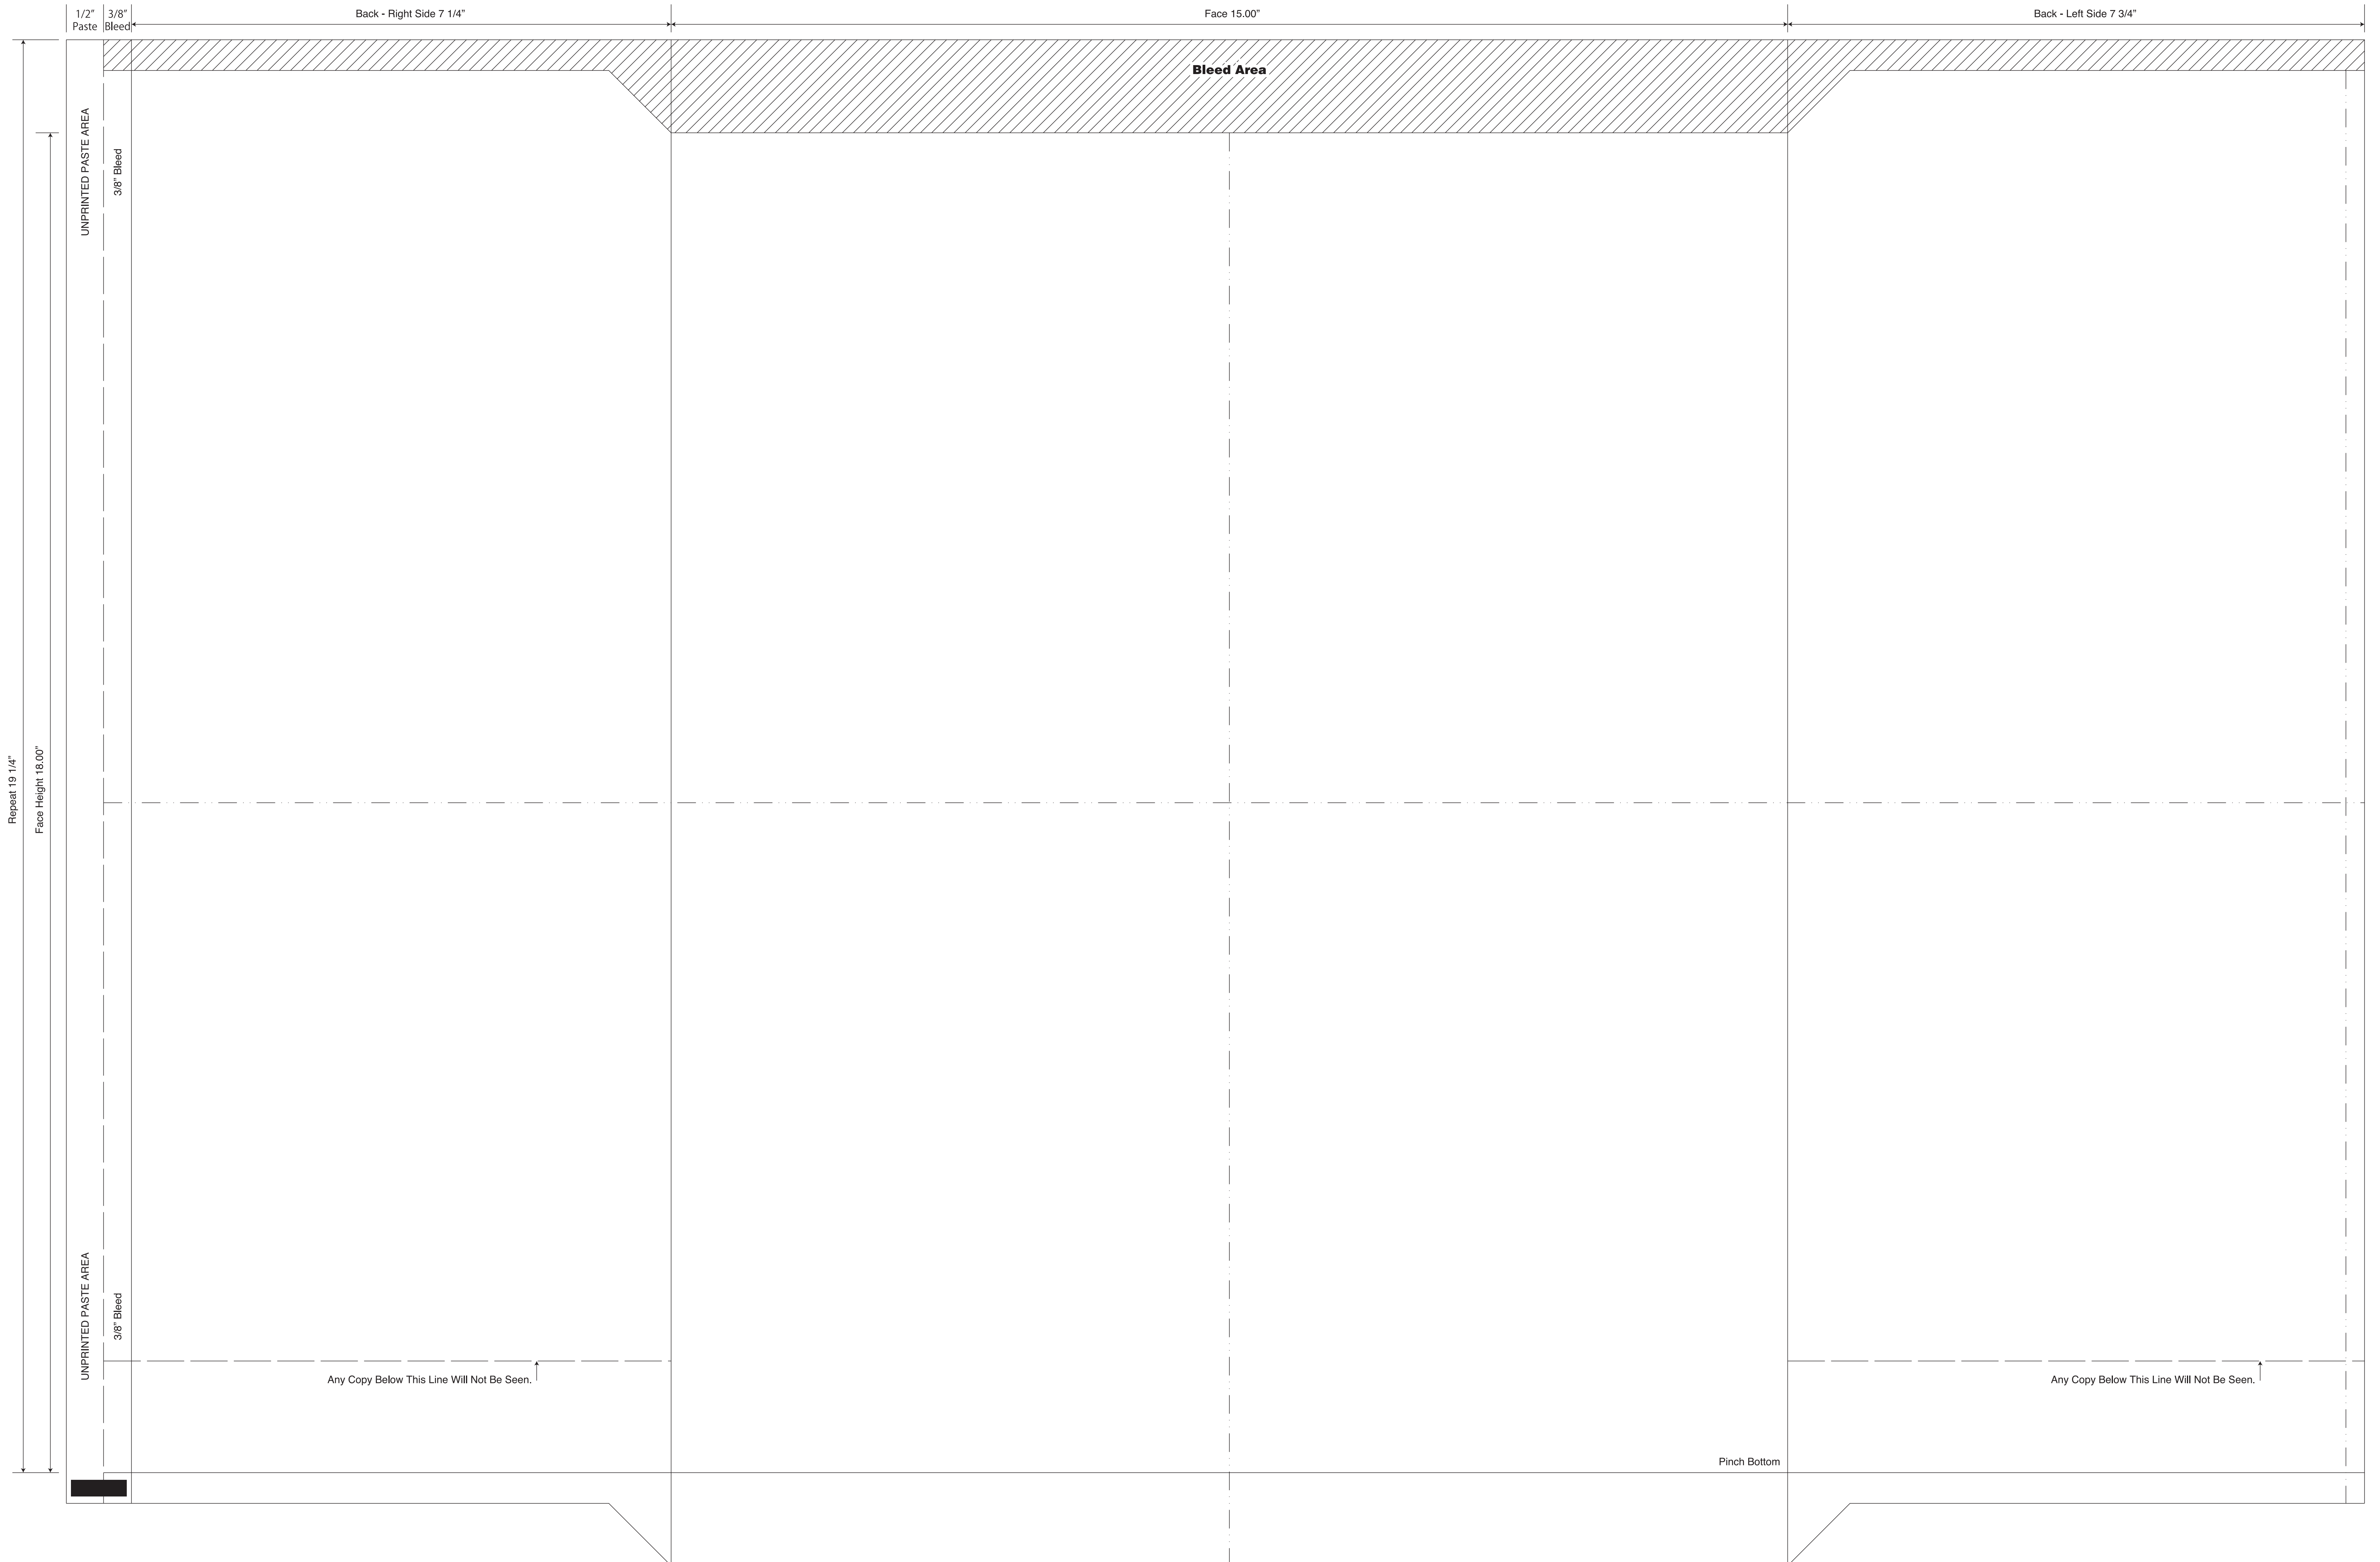 1/2”
Paste
3/8”
Bleed
Back - Right Side 7 1/4”
Face 15.00”
Back - Left Side 7 3/4”
Bleed Area
UNPRINTED PASTE AREA
3/8” Bleed
Repeat 19 1/4”
Face Height 18.00”
UNPRINTED PASTE AREA
3/8” Bleed
Any Copy Below This Line Will Not Be Seen.
Any Copy Below This Line Will Not Be Seen.
Pinch Bottom